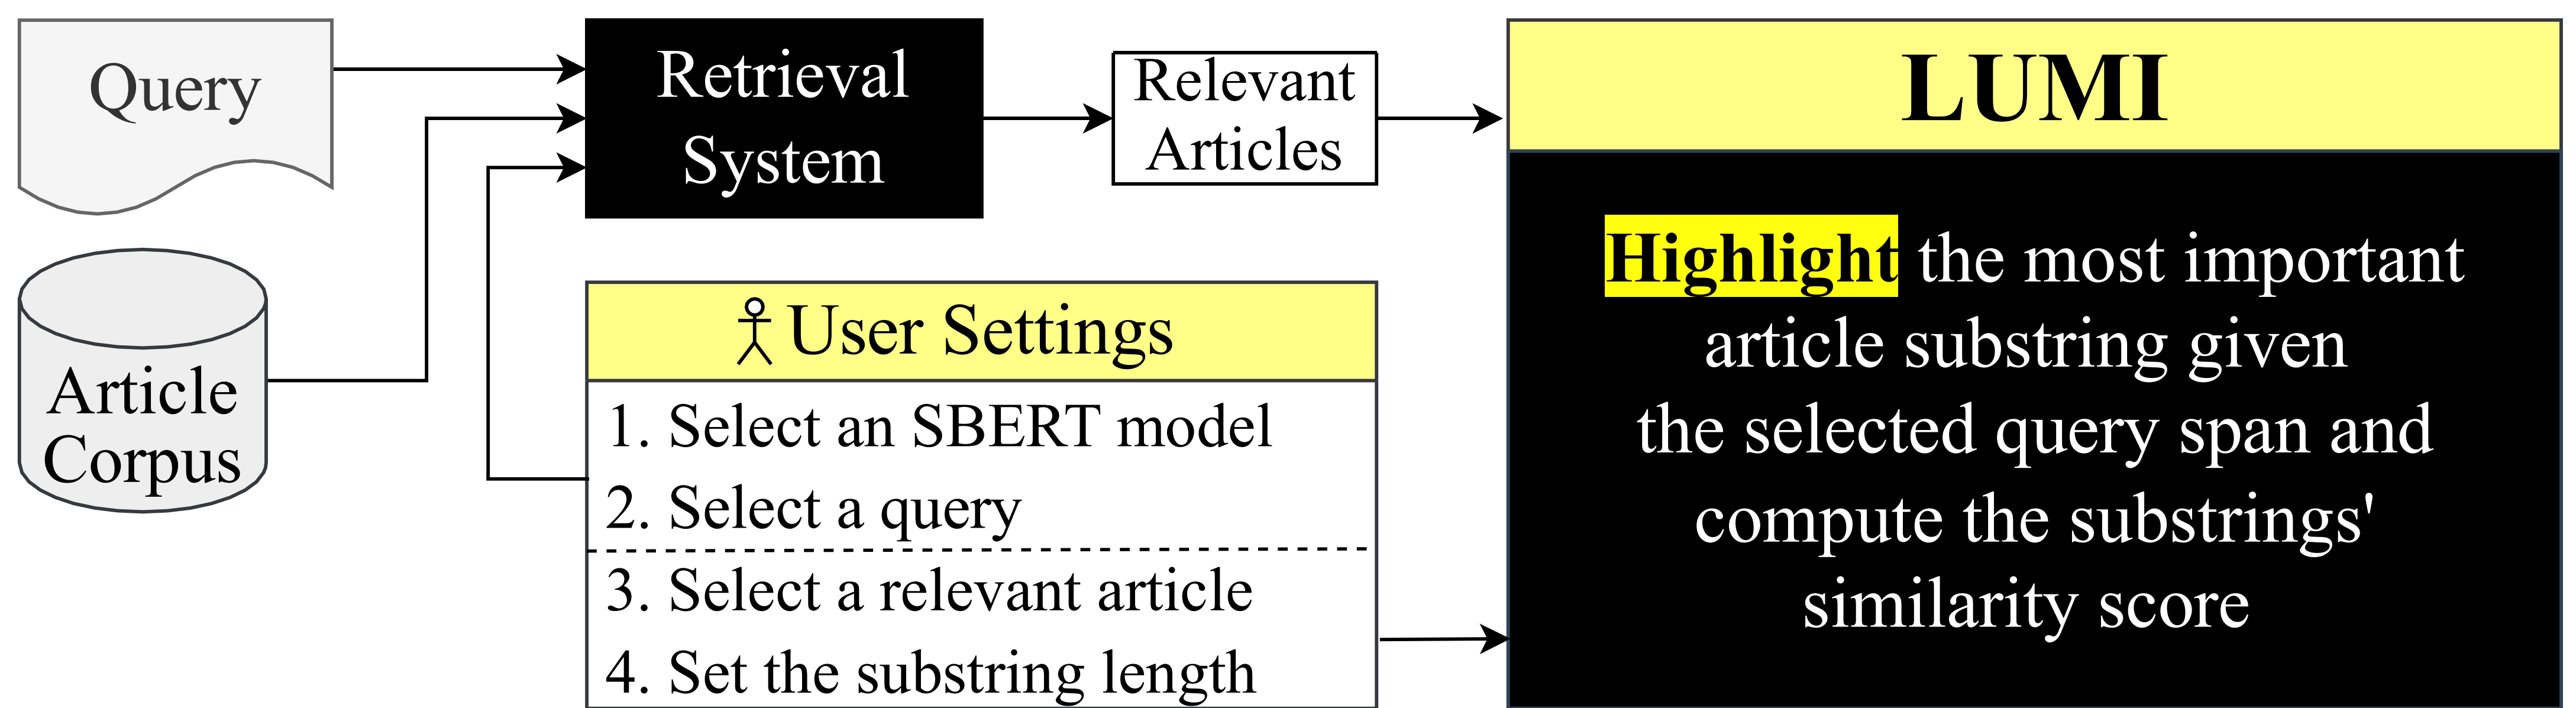 Query
Article
Corpus
Retrieval
System
Relevant
Articles
User Settings
1. Select an SBERT model
2. Select a query
3. Select a relevant article
4. Set the substring length
LUMI
Highlight the most important
article substring given
the selected query span and
compute the substrings'
similarity score